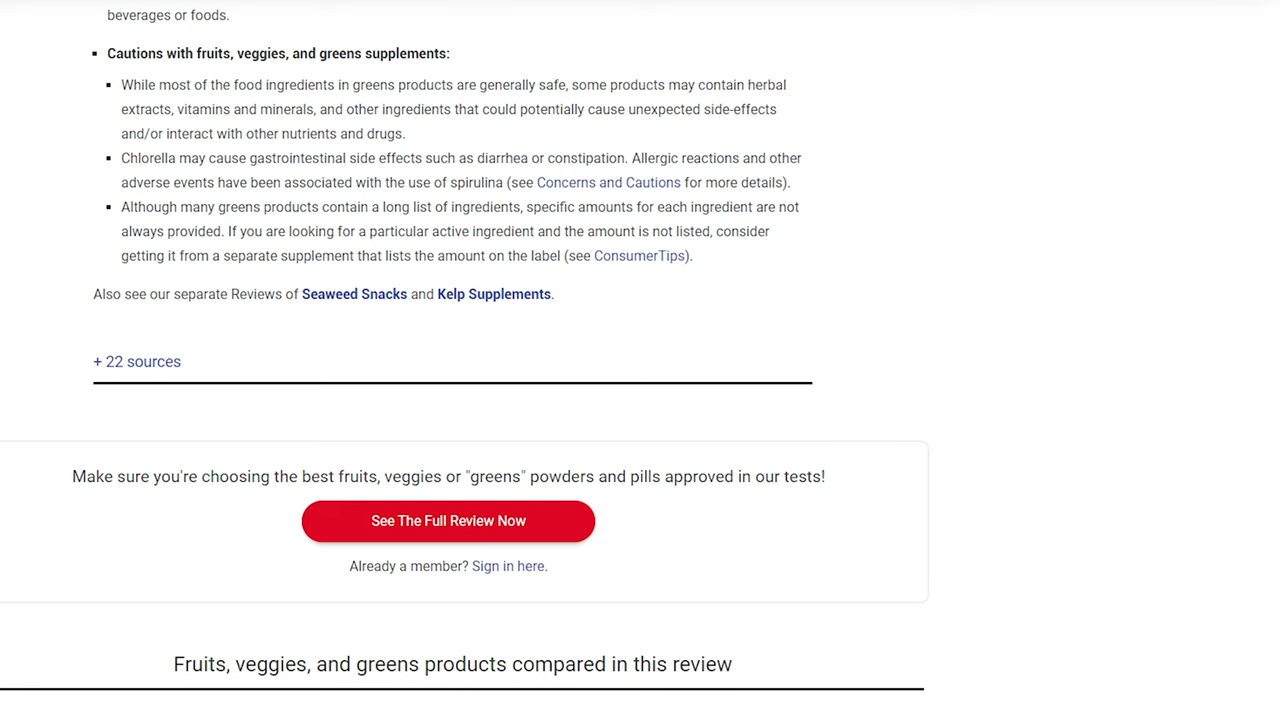 beverages or foods.
Cautions with fruits, veggies, and greens supplements:
While most of the food ingredients in greens products are generally safe, some products may contain herbal
extracts, vitamins and minerals, and other ingredients that could potentially cause unexpected side-effects
and/or interact with other nutrients and drugs.
Chlorella may cause gastrointestinal side effects such as diarrhea or constipation. Allergic reactions and other
adverse events have been associated with the use of spirulina (see Concerns and Cautions for more details).
Although many greens products contain a long list of ingredients, specific amounts for each ingredient are not
always provided. If you are looking for a particular active ingredient and the amount is not listed, consider
getting it from a separate supplement that lists the amount on the label (see ConsumerTips).
Also see our separate Reviews of Seaweed Snacks and Kelp Supplements.
+ 22 sources
Make sure you're choosing the best fruits, veggies or "greens" powders and pills approved in our tests!
See The Full Review Now
Already a member? Sign in here.
Fruits, veggies, and greens products compared in this review